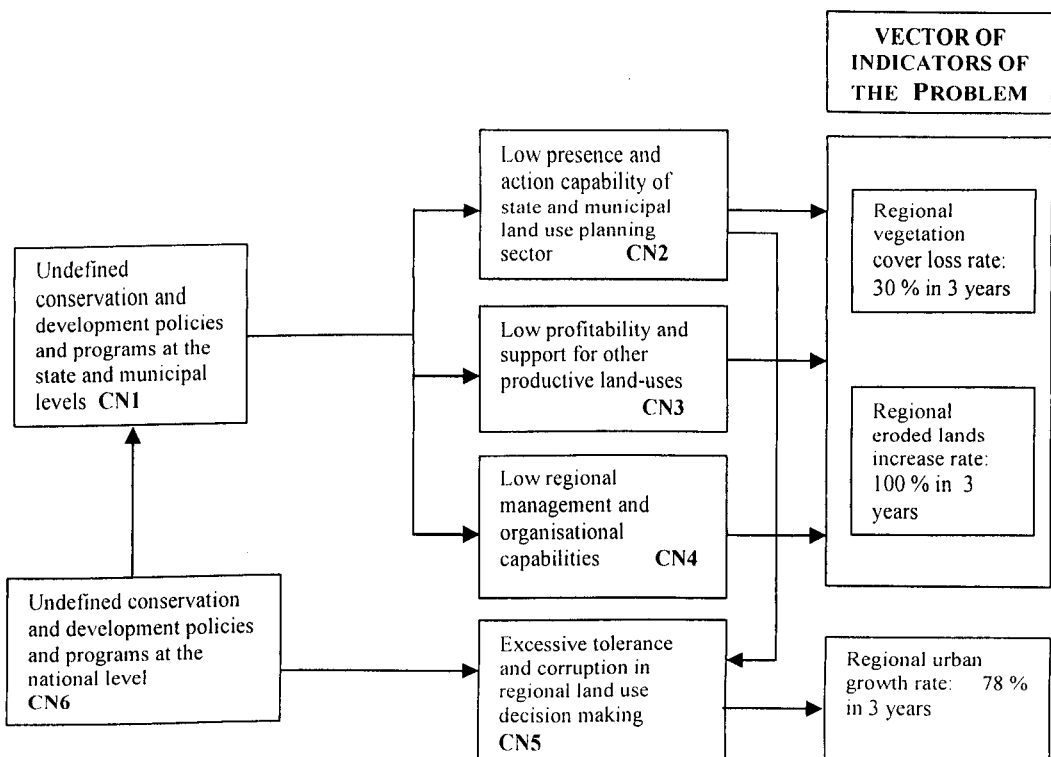 VECTOR OF
INDICATORS OF
THE PROBLEM
Low presence and
action capability of
state and municipal
land use planning
sector CN2
Regional
vegetation
cover loss rate:
30 % in 3 years
Undefined
conservation and
development policies
and programs at the
state and municipal
levels CN1
Low profitability and
support for other
productive land-uses
CN3
Regional
eroded lands
increase rate:
100 % in 3
years
Low regional
management and
organisational
capabilities CN4
Undefined conservation
and development policies
and programs at the
national level
CN6
Excessive tolerance
and corruption in
regional land use
decision making
CN5
Regional urban
growth rate: 78 %
in 3 years